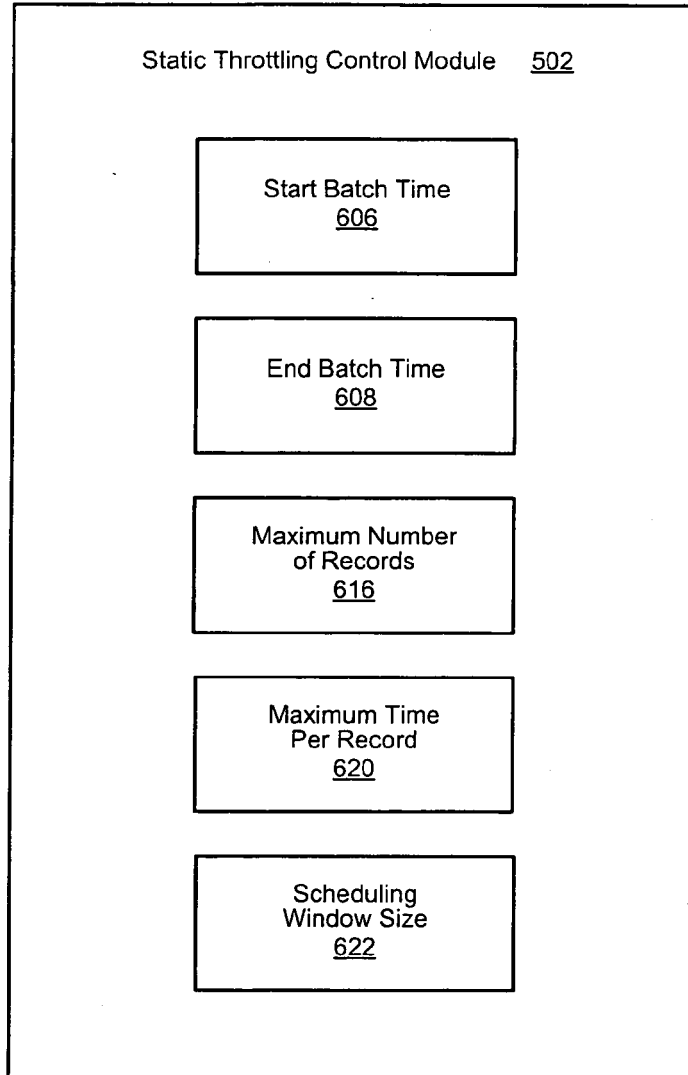 Static Throttling Control Module 502
Start Batch Time
606
End Batch Time
608
Maximum Number
of Records
616
Maximum Time
Per Record
620
Scheduling
Window Size
622